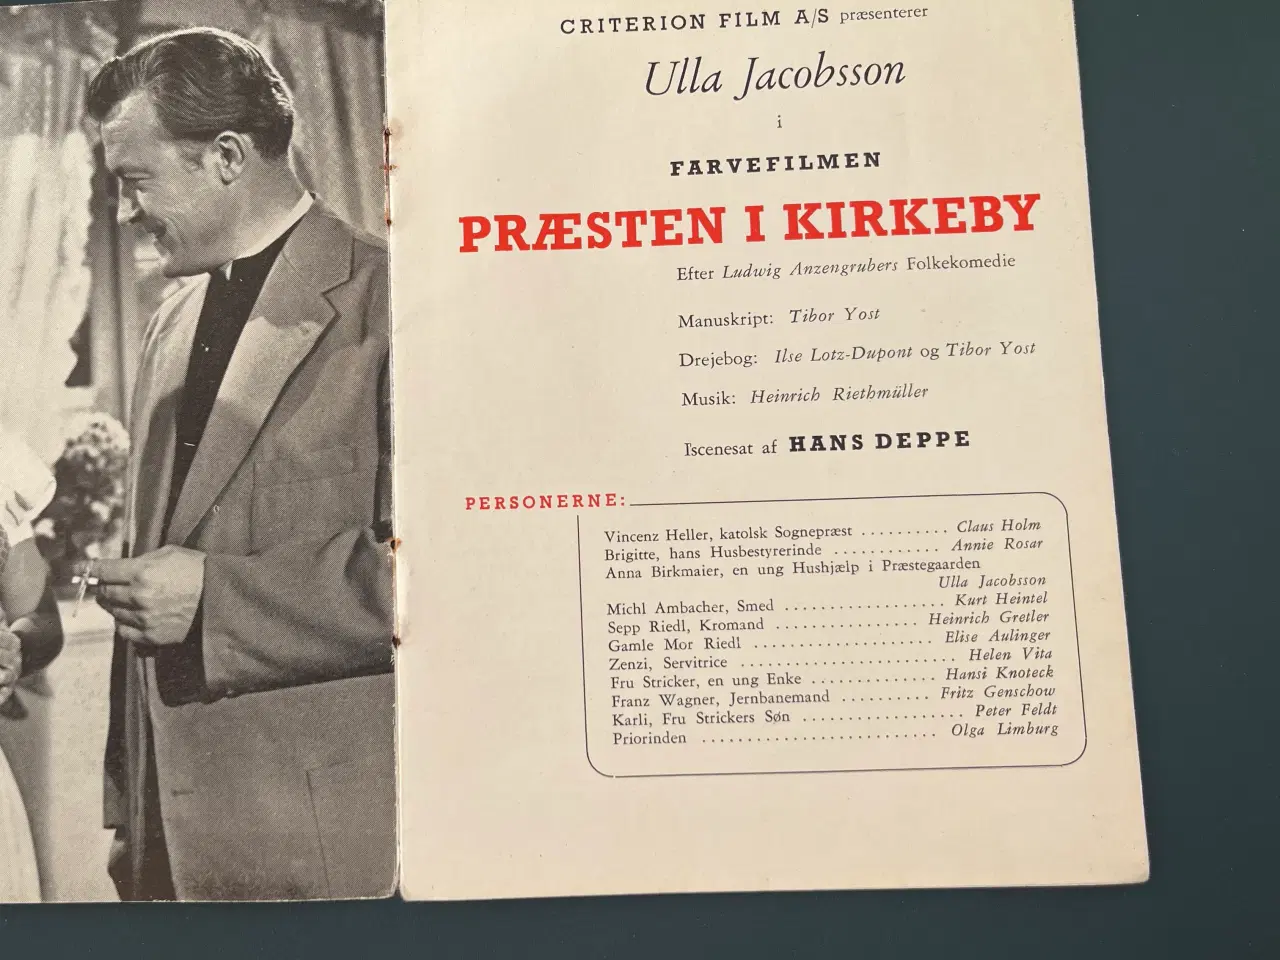 CRITERION FILM A/S præsenterer
Ulla Jacobsson
i
FARVEFILMEN
PRÆSTEN I KIRKEBY
Efter Ludwig Anzengrubers Folkekomedie
Manuskript: Tibor Yost
Drejebog: Ilse Lotz-Dupont og Tibor Yost
Musik: Heinrich Riethmüller
Iscenesat af HANS DEPPE
PERSONERNE:
Vincenz Heller, katolsk Sognepræst .......... Claus Holm
Brigitte, hans Husbestyrerinde ............ Annie Rosar
Anna Birkmaier, en ung Hushjælp i Præstegaarden
Ulla Jacobsson
Michl Ambacher, Smed .................. Kurt Heintel
Sepp Riedl, Kromand ................ Heinrich Gretler
Gamle Mor Riedl .................... Elise Aulinger
Zenzi, Servitrice ........................ Helen Vita
Fru Stricker, en ung Enke .............. Hansi Knoteck
Franz Wagner, Jernbanemand .......... Fritz Genschow
Karli, Fru Strickers Søn .................. Peter Feldt
Priorinden .......................... Olga Limburg